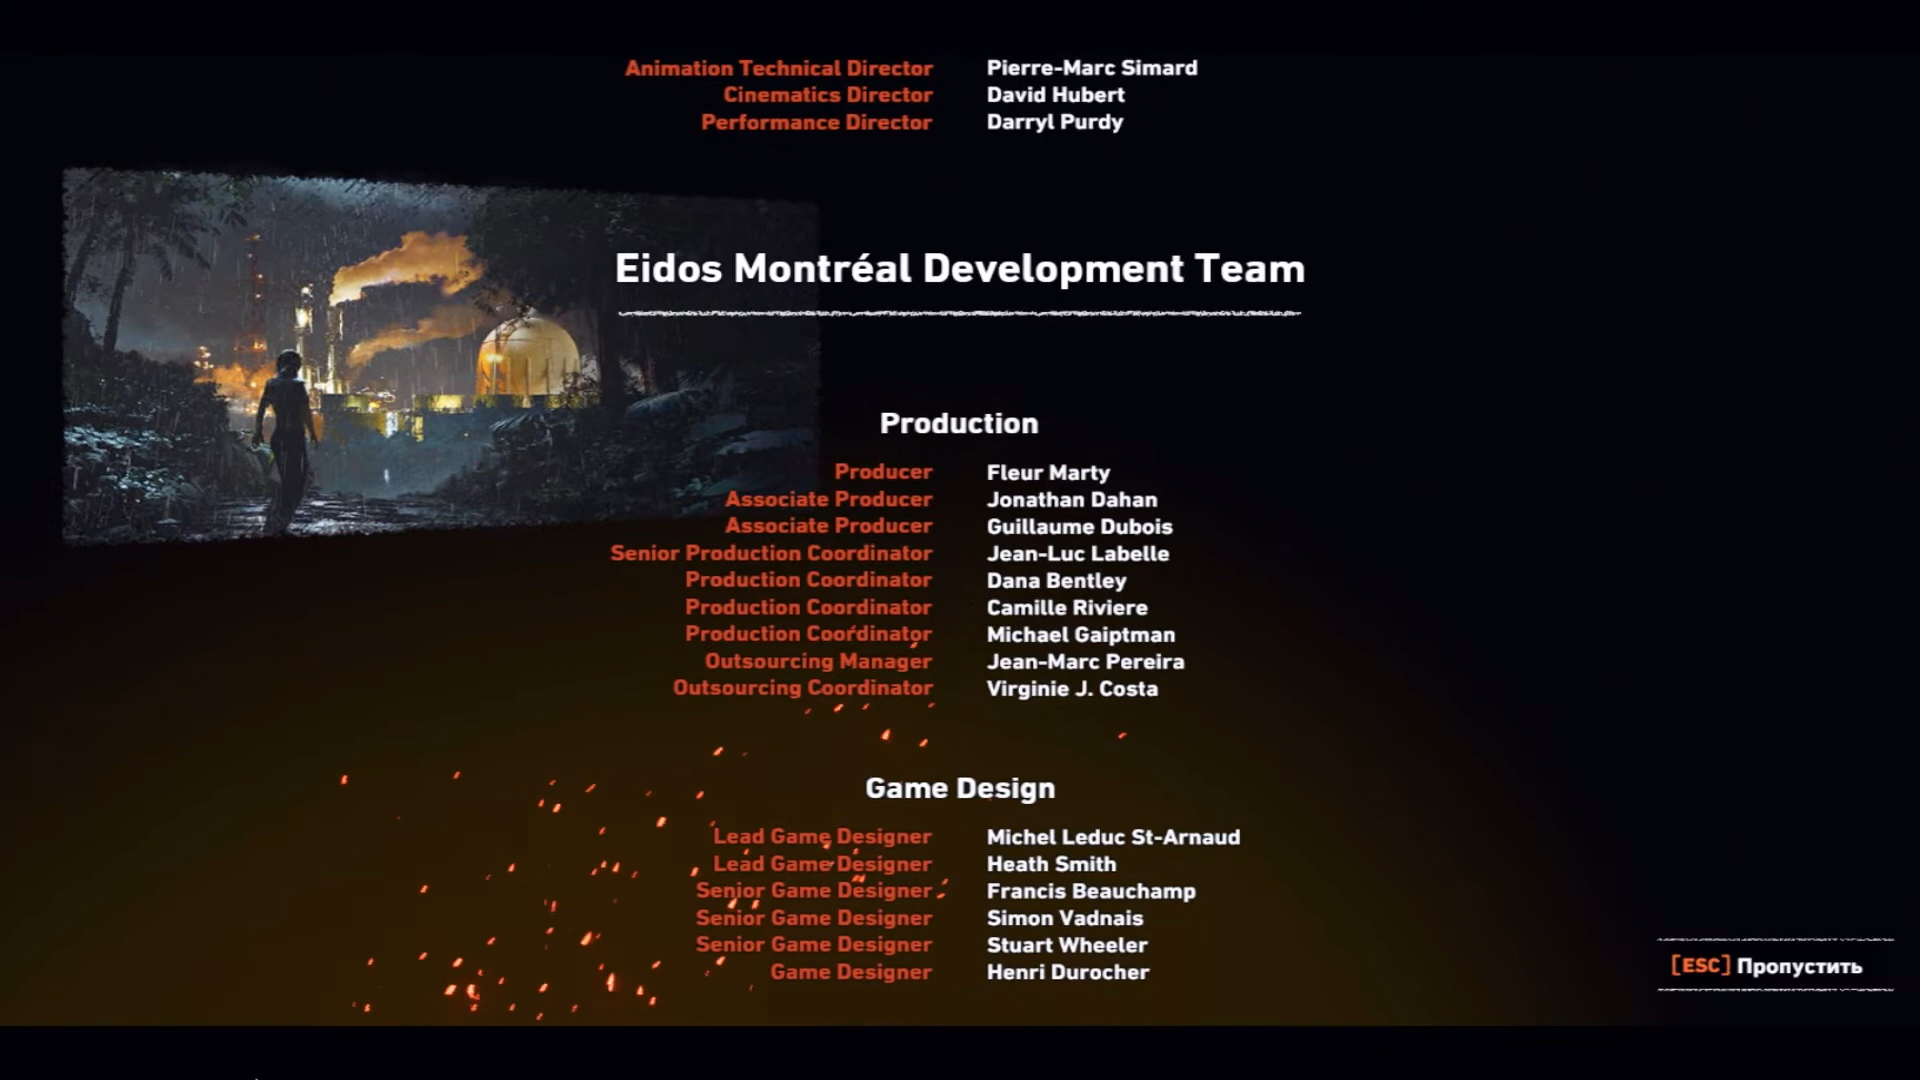 Animation Technical Director Pierre-Marc Simard
Cinematics Director David Hubert
Performance Director Darryl Purdy
Eidos Montréal Development Team
Production
Producer Fleur Marty
Associate Producer Jonathan Dahan
Associate Producer Guillaume Dubois
Senior Production Coordinator Jean-Luc Labelle
Production Coordinator Dana Bentley
Production Coordinator Camille Riviere
Production Coordinator Michael Gaiptman
Outsourcing Manager Jean-Marc Pereira
Outsourcing Coordinator Virginie J. Costa
Game Design
Lead Game Designer Michel Leduc St-Arnaud
Lead Game Designer Heath Smith
Senior Game Designer Francis Beauchamp
Senior Game Designer Simon Vadnais
Senior Game Designer Stuart Wheeler
Game Designer Henri Durocher
[ESC] Пропустить